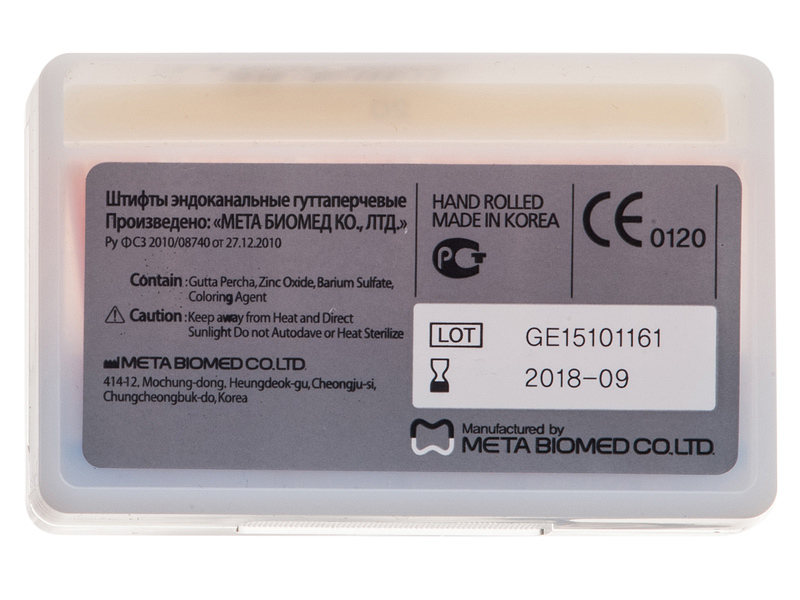 Штифты эндоканальные гуттаперчевые
Произведено: «МЕТА БИОМЕД КО., ЛТД.»
Ру ФСЗ 2010/08740 от 27.12.2010
Contain : Gutta Percha, Zinc Oxide, Barium Sulfate,
Coloring Agent
Caution : Keep away from Heat and Direct
Sunlight Do not Autodave or Heat Sterilize
META BIOMED CO. LTD.
414-12, Mochung-dong, Heungdeok-gu, Cheongju-si,
Chungcheongbuk-do, Korea
HAND ROLLED
MADE IN KOREA
РСТ
CE 0120
LOT GE15101161
2018-09
Manufactured by
META BIOMED CO. LTD.